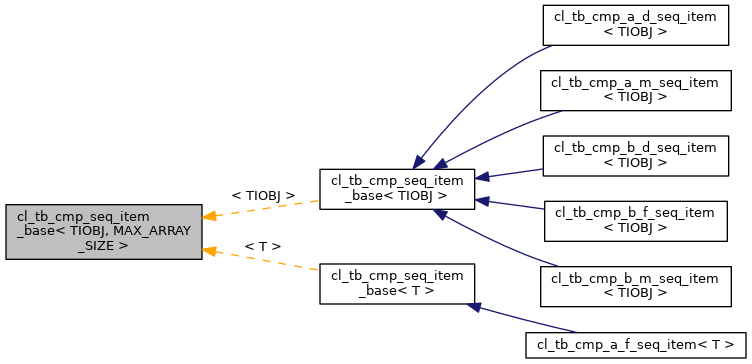 cl_tb_cmp_seq_item
_base< TIOBJ, MAX_ARRAY
_SIZE >
< TIOBJ >
< T >
cl_tb_cmp_seq_item
_base< TIOBJ >
cl_tb_cmp_seq_item
_base< T >
cl_tb_cmp_a_d_seq_item
< TIOBJ >
cl_tb_cmp_a_m_seq_item
< TIOBJ >
cl_tb_cmp_b_d_seq_item
< TIOBJ >
cl_tb_cmp_b_f_seq_item
< TIOBJ >
cl_tb_cmp_b_m_seq_item
< TIOBJ >
cl_tb_cmp_a_f_seq_item< T >